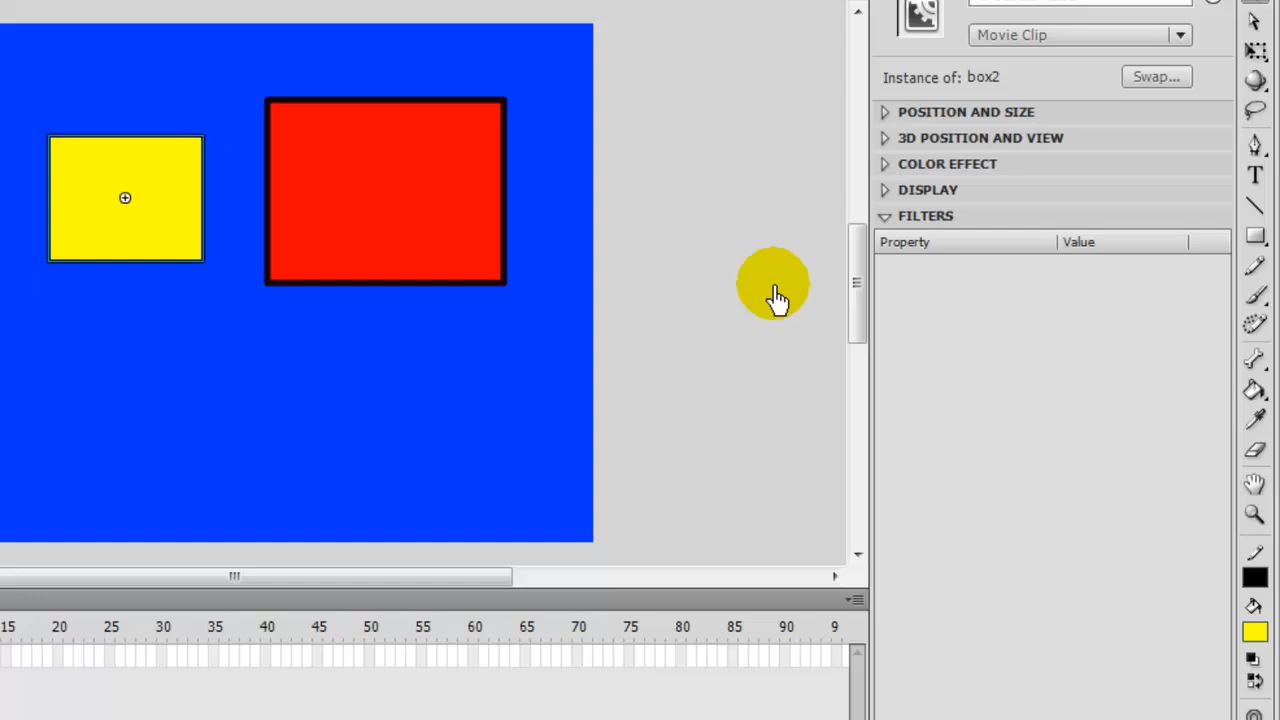 Movie Clip
Instance of: box2 Swap...
POSITION AND SIZE
3D POSITION AND VIEW
COLOR EFFECT
DISPLAY
FILTERS
Property Value
15 20 25 30 35 40 45 50 55 60 65 70 75 80 85 90 9